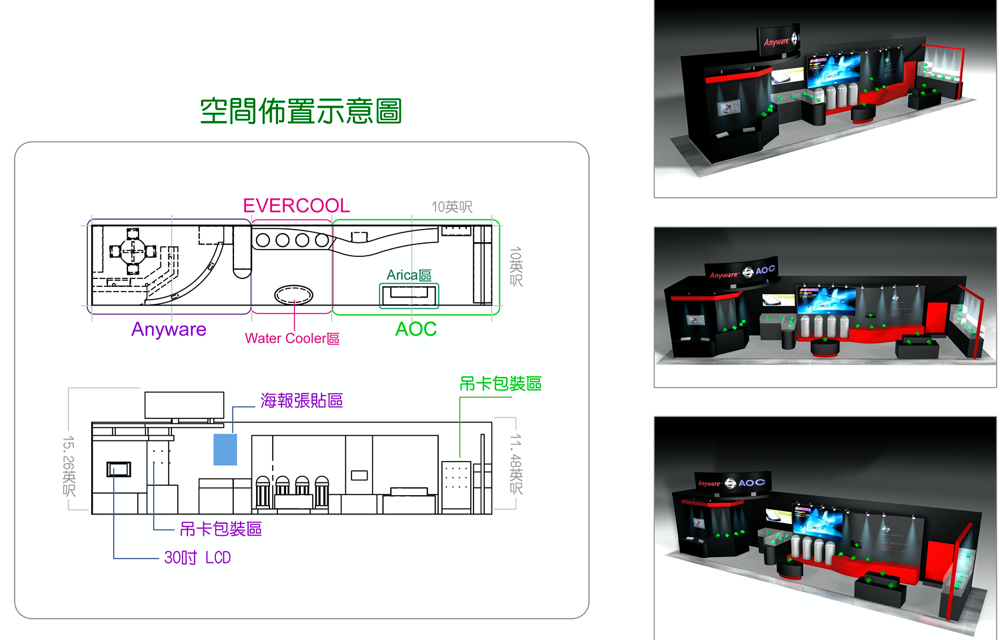 空間佈置示意圖
EVERCOOL
10英呎
10英呎
Arica區
Anyware
Water Cooler區
AOC
吊卡包裝區
海報張貼區
15.26英呎
11.48英呎
吊卡包裝區
30吋 LCD
Anyware
Anyware
AOC
Anyware
AOC